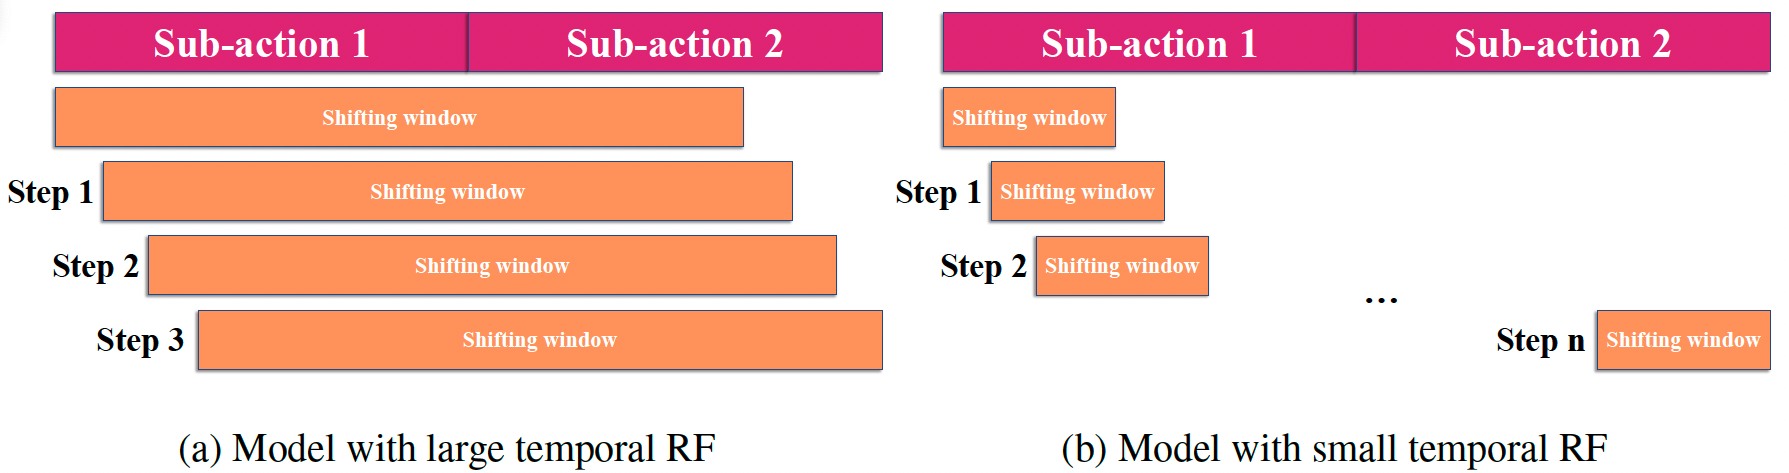 Sub-action 1 Sub-action 2
Shifting window
Step 1 Shifting window
Step 2 Shifting window
Step 3 Shifting window
(a) Model with large temporal RF
Sub-action 1 Sub-action 2
Shifting window
Step 1 Shifting window
Step 2 Shifting window
...
Step n Shifting window
(b) Model with small temporal RF